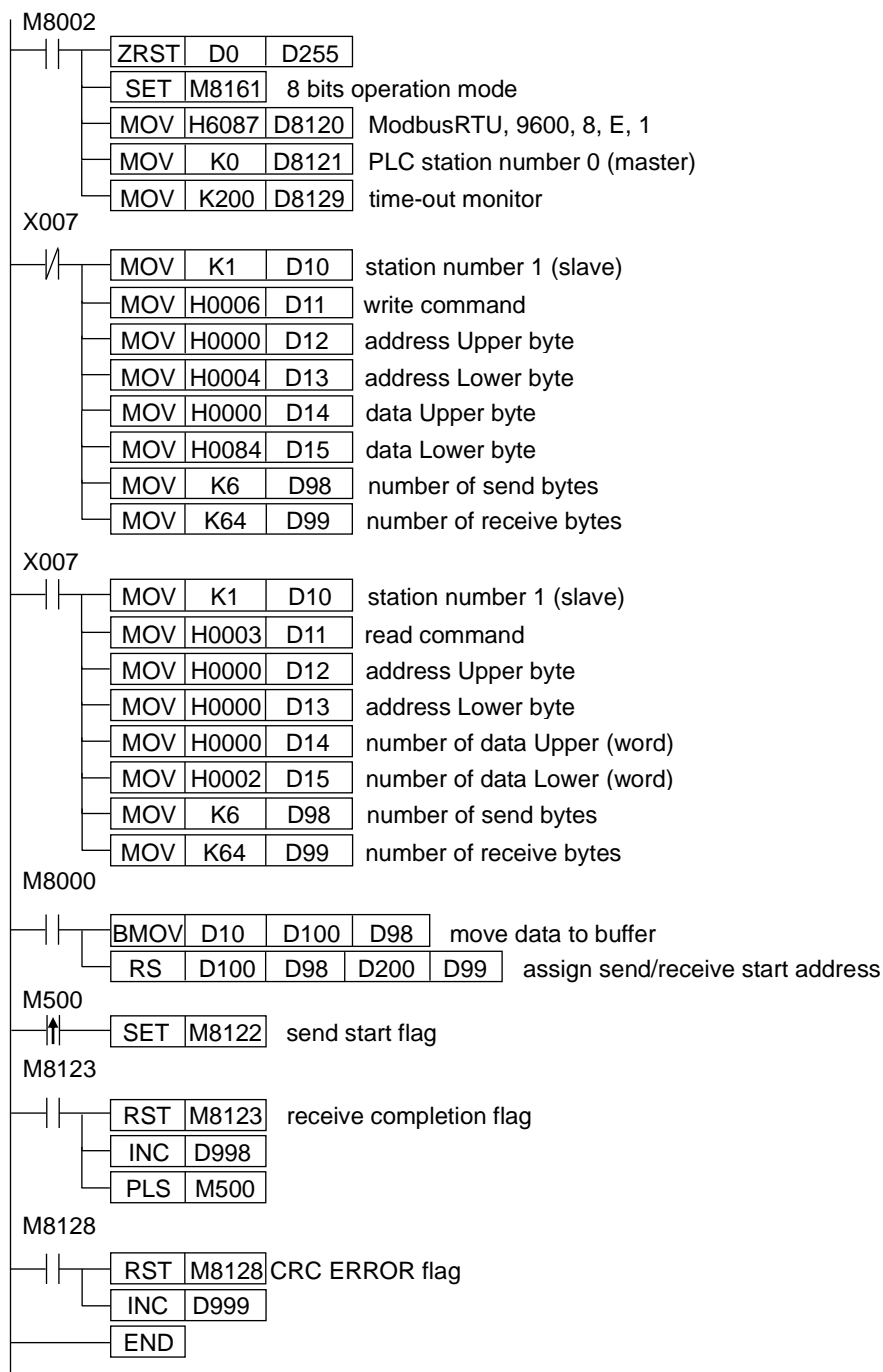 M8002
ZRST D0 D255
SET M8161 8 bits operation mode
MOV H6087 D8120 ModbusRTU, 9600, 8, E, 1
MOV K0 D8121 PLC station number 0 (master)
MOV K200 D8129 time-out monitor
X007
MOV K1 D10 station number 1 (slave)
MOV H0006 D11 write command
MOV H0000 D12 address Upper byte
MOV H0004 D13 address Lower byte
MOV H0000 D14 data Upper byte
MOV H0084 D15 data Lower byte
MOV K6 D98 number of send bytes
MOV K64 D99 number of receive bytes
X007
MOV K1 D10 station number 1 (slave)
MOV H0003 D11 read command
MOV H0000 D12 address Upper byte
MOV H0000 D13 address Lower byte
MOV H0000 D14 number of data Upper (word)
MOV H0002 D15 number of data Lower (word)
MOV K6 D98 number of send bytes
MOV K64 D99 number of receive bytes
M8000
BMOV D10 D100 D98 move data to buffer
RS D100 D98 D200 D99 assign send/receive start address
M500
SET M8122 send start flag
M8123
RST M8123 receive completion flag
INC D998
PLS M500
M8128
RST M8128 CRC ERROR flag
INC D999
END